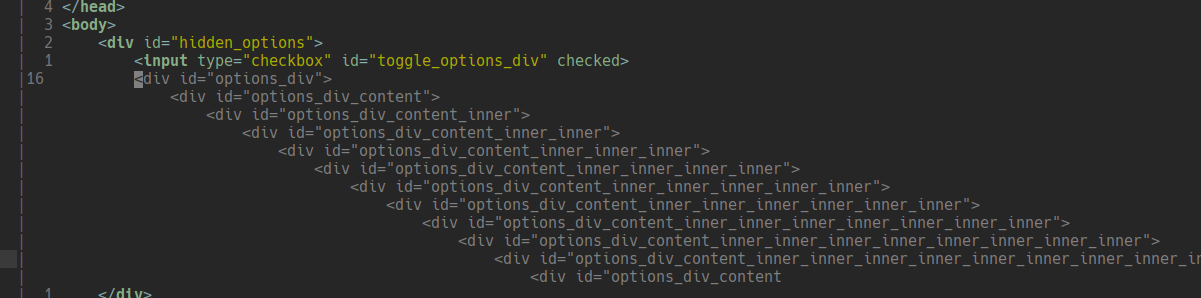 4 </head>
3 <body>
2 <div id="hidden_options">
1 <input type="checkbox" id="toggle_options_div" checked>
16 <div id="options_div">
<div id="options_div_content">
<div id="options_div_content_inner">
<div id="options_div_content_inner_inner">
<div id="options_div_content_inner_inner_inner">
<div id="options_div_content_inner_inner_inner_inner">
<div id="options_div_content_inner_inner_inner_inner_inner">
<div id="options_div_content_inner_inner_inner_inner_inner_inner">
<div id="options_div_content_inner_inner_inner_inner_inner_inner_inner">
<div id="options_div_content_inner_inner_inner_inner_inner_inner_inner_inner">
<div id="options_div_content_inner_inner_inner_inner_inner_inner_inner_inner_inner
<div id="options_div_content
1 </div>